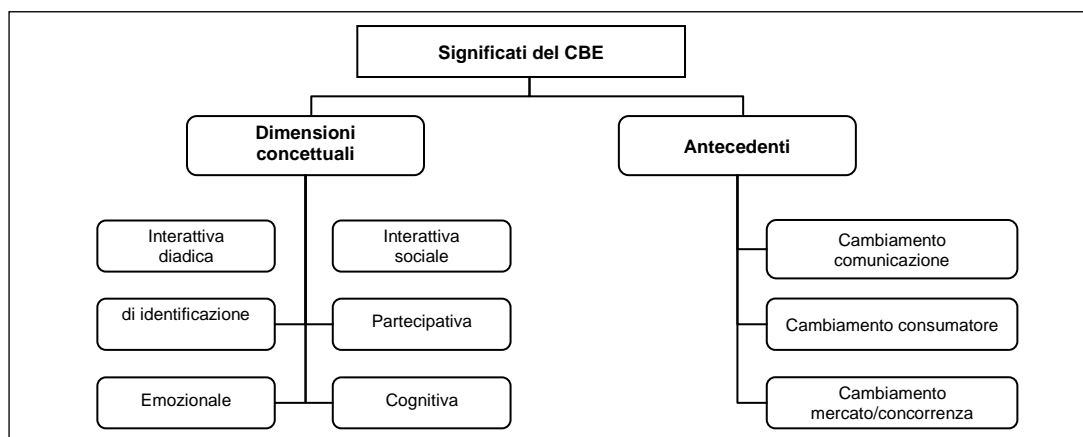 Significati del CBE
Dimensioni
concettuali
Antecedenti
Interattiva
diadica
Interattiva
sociale
Cambiamento
comunicazione
di identificazione
Partecipativa
Cambiamento consumatore
Emozionale
Cognitiva
Cambiamento
mercato/concorrenza